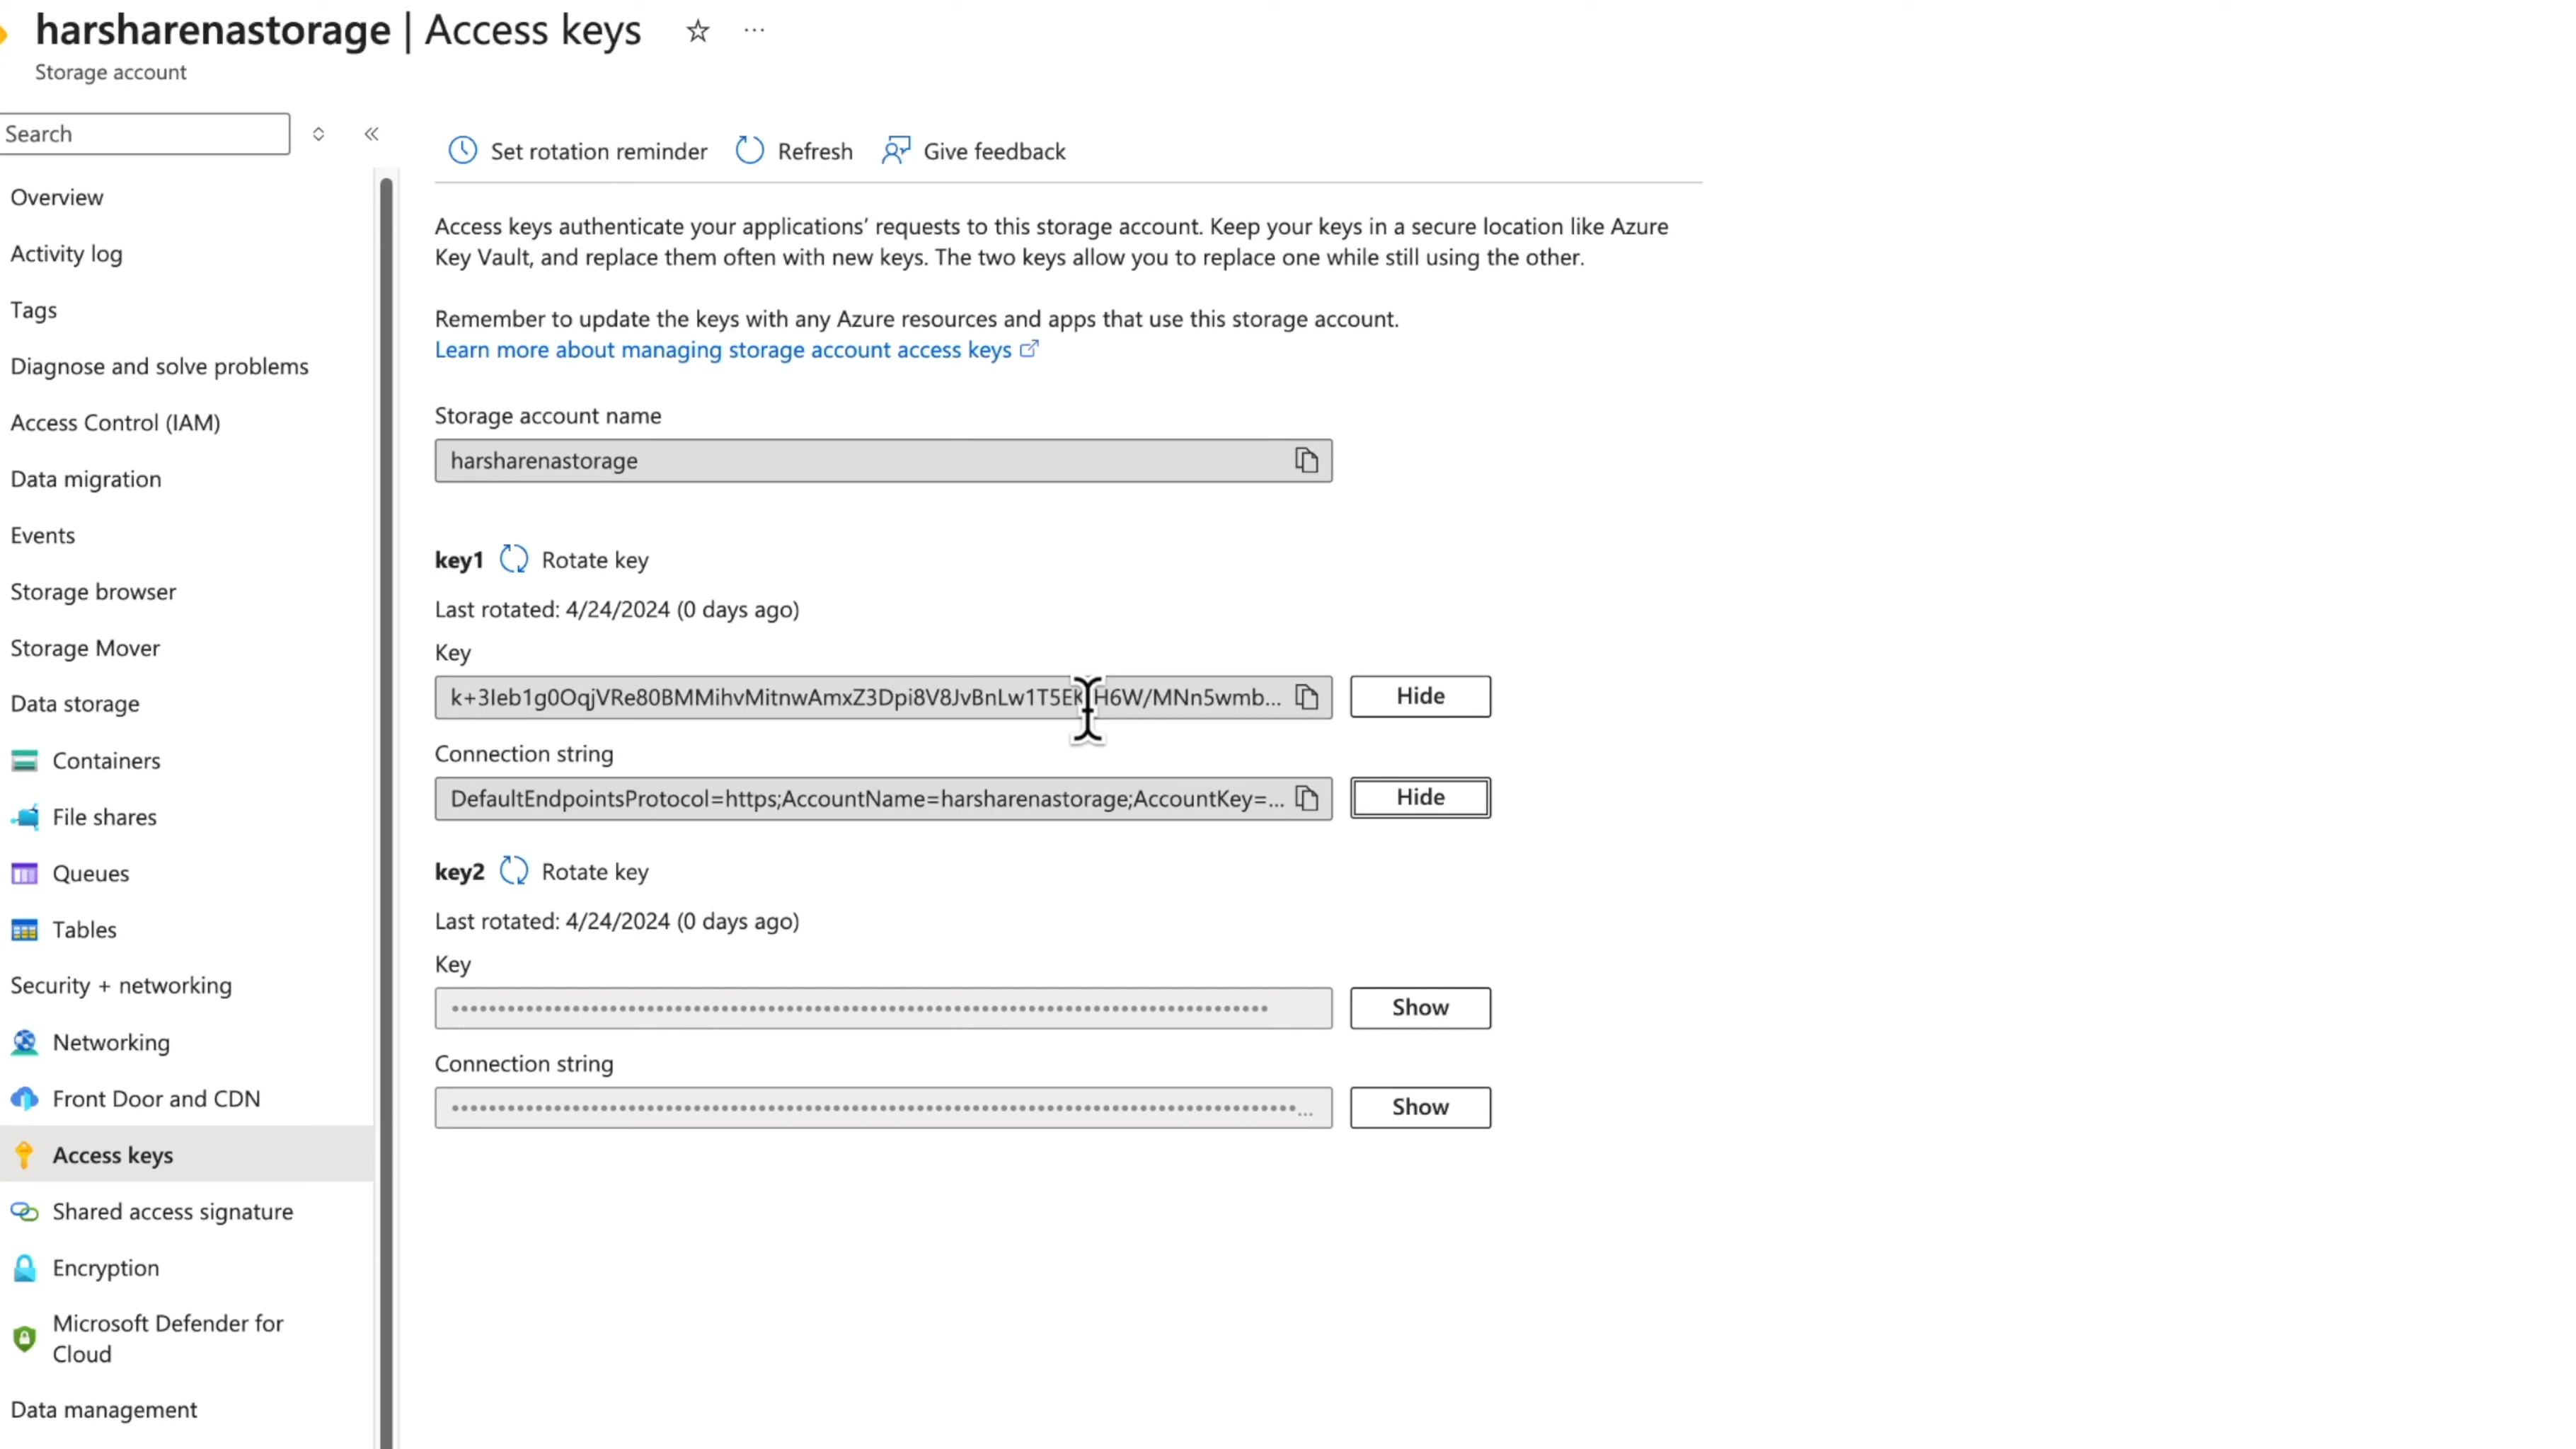 harsharenastorage | Access keys
Storage account
Search
Set rotation reminder
Refresh
Give feedback
Overview
Activity log
Tags
Diagnose and solve problems
Access Control (IAM)
Data migration
Events
Storage browser
Storage Mover
Data storage
Containers
File shares
Queues
Tables
Security + networking
Networking
Front Door and CDN
Access keys
Shared access signature
Encryption
Microsoft Defender for
Cloud
Data management
Access keys authenticate your applications’ requests to this storage account. Keep your keys in a secure location like Azure
Key Vault, and replace them often with new keys. The two keys allow you to replace one while still using the other.
Remember to update the keys with any Azure resources and apps that use this storage account.
Learn more about managing storage account access keys
Storage account name
harsharenastorage
key1 Rotate key
Last rotated: 4/24/2024 (0 days ago)
Key
Hide
Connection string
DefaultEndpointsProtocol=https;AccountName=harsharenastorage;AccountKey=...
Hide
key2 Rotate key
Last rotated: 4/24/2024 (0 days ago)
Key
Show
Connection string
Show